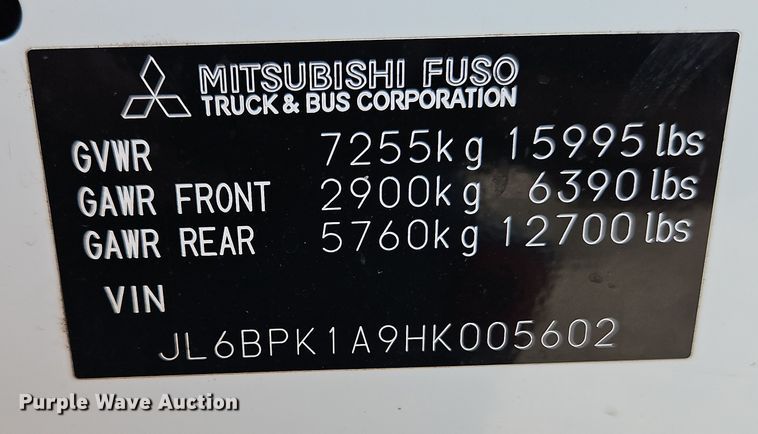 MITSUBISHI FUSO
TRUCK & BUS CORPORATION
GVWR 7255kg 15995 lbs
GAWR FRONT 2900kg 6390 lbs
GAWR REAR 5760kg 12700 lbs
VIN
JL6BPK1A9HK005602
Purple Wave Auction